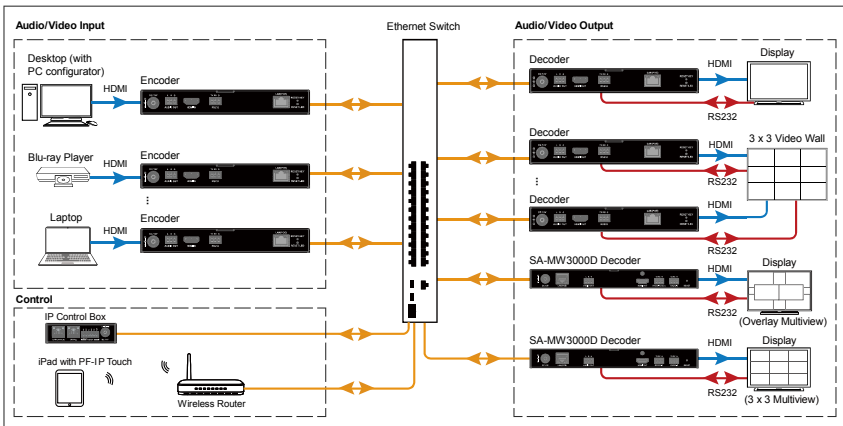 Audio/Video Input
Ethernet Switch
Audio/Video Output
Desktop (with
PC configurator)
Encoder
HDMI
Decoder
HDMI
Display
RS232
Blu-ray Player
Encoder
HDMI
Decoder
HDMI
3 x 3 Video Wall
RS232
...
...
Laptop
Encoder
HDMI
Decoder
HDMI
RS232
SA-MW3000D Decoder
HDMI
Display
RS232
(Overlay Multiview)
Control
IP Control Box
iPad with PF-IP Touch
Wireless Router
SA-MW3000D Decoder
HDMI
Display
RS232
(3 x 3 Multiview)